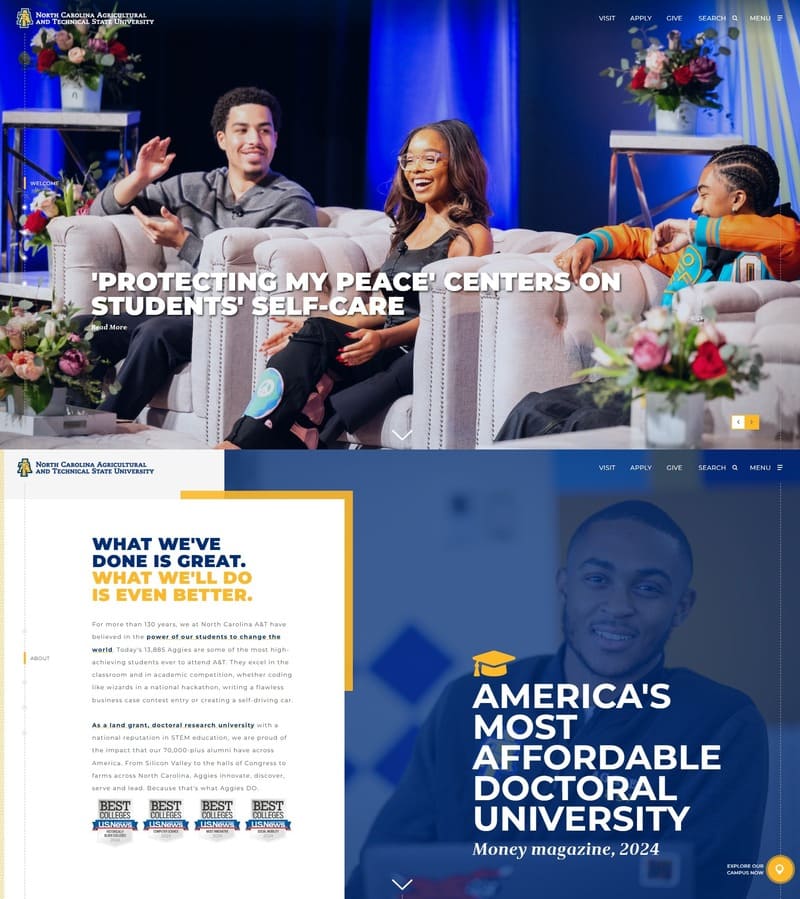 North Carolina Agricultural
and Technical State University
VISIT APPLY GIVE SEARCH MENU
WELCOME
'PROTECTING MY PEACE' CENTERS ON
STUDENTS' SELF-CARE
Read More
North Carolina Agricultural
and Technical State University
VISIT APPLY GIVE SEARCH MENU
WHAT WE'VE
DONE IS GREAT.
WHAT WE'LL DO
IS EVEN BETTER.
For more than 130 years, we at North Carolina A&T have
believed in the power of our students to change the
world. Today's 13,885 Aggies are some of the most high-
achieving students ever to attend A&T. They excel in the
classroom and in academic competition, whether coding
like wizards in a national hackathon, writing a flawless
business case contest entry or creating a self-driving car.
ABOUT
As a land grant, doctoral research university with a
national reputation in STEM education, we are proud of
the impact that our 70,000-plus alumni have across
America. From Silicon Valley to the halls of Congress to
farms across North Carolina, Aggies innovate, discover,
serve and lead. Because that's what Aggies DO.
BEST BEST BEST BEST
COLLEGES COLLEGES COLLEGES COLLEGES
U.S. News U.S. News U.S. News U.S. News
HISTORICALLY BLACK COLLEGES COMPUTER SCIENCE MOST INNOVATIVE SOCIAL MOBILITY
2024 2024 2024 2024
AMERICA'S
MOST
AFFORDABLE
DOCTORAL
UNIVERSITY
Money magazine, 2024
EXPLORE OUR
CAMPUS NOW